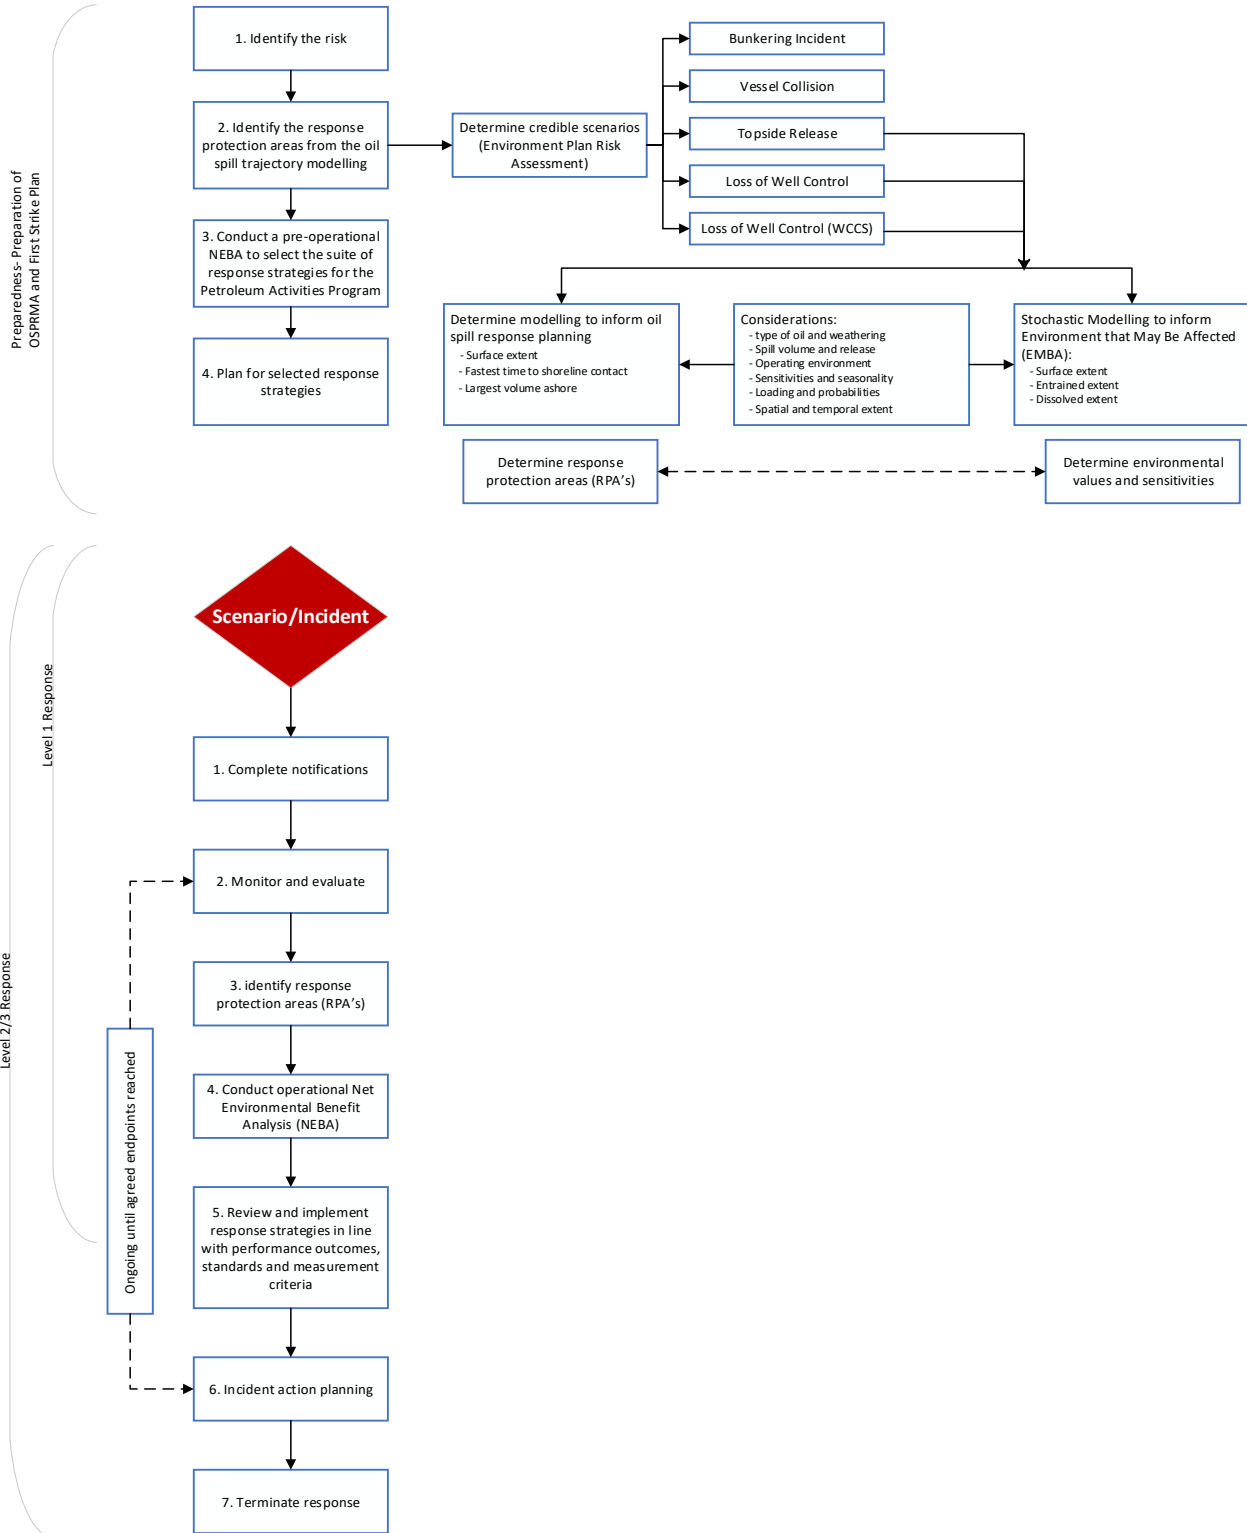 Preparedness- Preparation of
OSPRMA and First Strike Plan
1. Identify the risk
2. Identify the response
protection areas from the oil
spill trajectory modelling
3. Conduct a pre-operational
NEBA to select the suite of
response strategies for the
Petroleum Activities Program
4. Plan for selected response
strategies
Determine credible scenarios
(Environment Plan Risk
Assessment)
Bunkering Incident
Vessel Collision
Topside Release
Loss of Well Control
Loss of Well Control (WCCS)
Determine modelling to inform oil
spill response planning
- Surface extent
- Fastest time to shoreline contact
- Largest volume ashore
Considerations:
- type of oil and weathering
- Spill volume and release
- Operating environment
- Sensitivities and seasonality
- Loading and probabilities
- Spatial and temporal extent
Stochastic Modelling to inform
Environment that May Be Affected
(EMBA):
- Surface extent
- Entrained extent
- Dissolved extent
Determine response
protection areas (RPA's)
Determine environmental
values and sensitivities
Level 2/3 Response
Level 1 Response
Scenario/Incident
1. Complete notifications
2. Monitor and evaluate
3. identify response
protection areas (RPA's)
4. Conduct operational Net
Environmental Benefit
Analysis (NEBA)
5. Review and implement
response strategies in line
with performance outcomes,
standards and measurement
criteria
Ongoing until agreed endpoints reached
6. Incident action planning
7. Terminate response